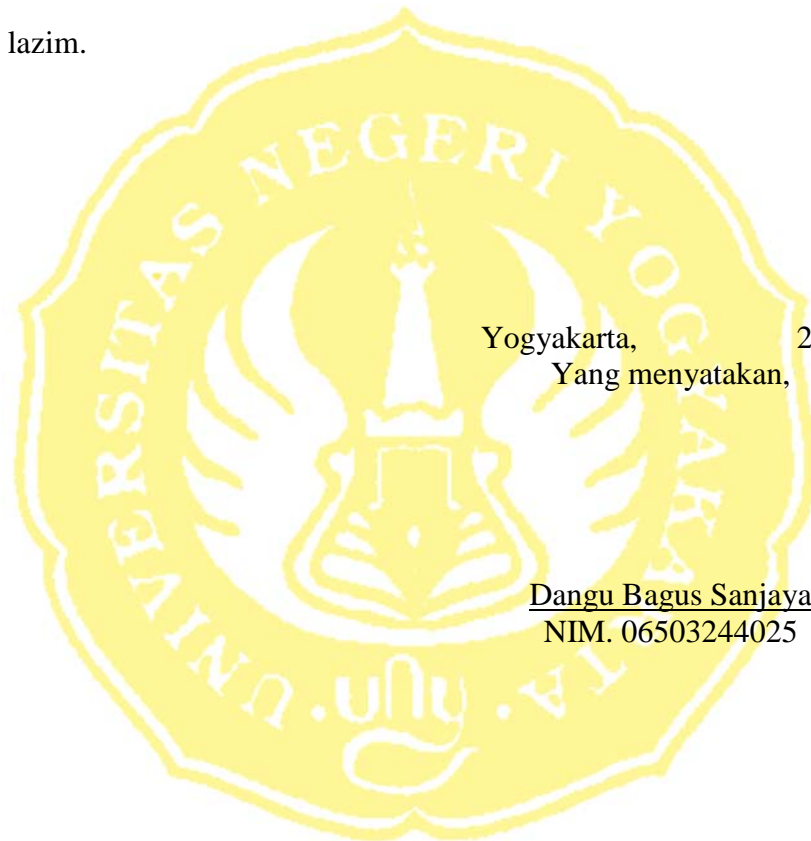 lazim.
UNIVERSITAS NEGERI YOGYAKARTA
Yogyakarta, 2
Yang menyatakan,
Dangu Bagus Sanjaya
NIM. 06503244025
uny